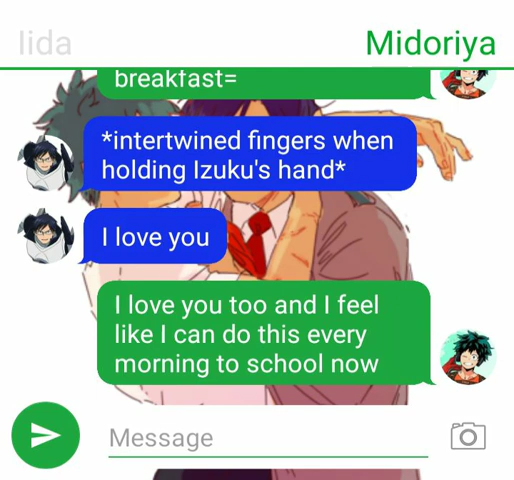 Iida
Midoriya
breakfast=
*intertwined fingers when
holding Izuku's hand*
I love you
I love you too and I feel
like I can do this every
morning to school now
Message